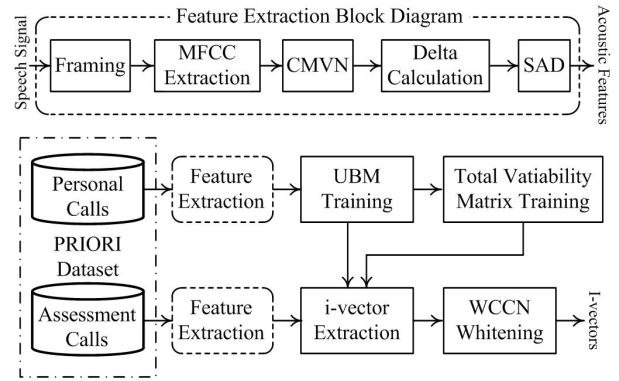 Feature Extraction Block Diagram
Speech Signal
Framing
MFCC
Extraction
CMVN
Delta
Calculation
SAD
Acoustic Features
Personal
Calls
Feature
Extraction
UBM
Training
Total Vatiability
Matrix Training
PRIORI
Dataset
Assessment
Calls
Feature
Extraction
i-vector
Extraction
WCCN
Whitening
I-vectors